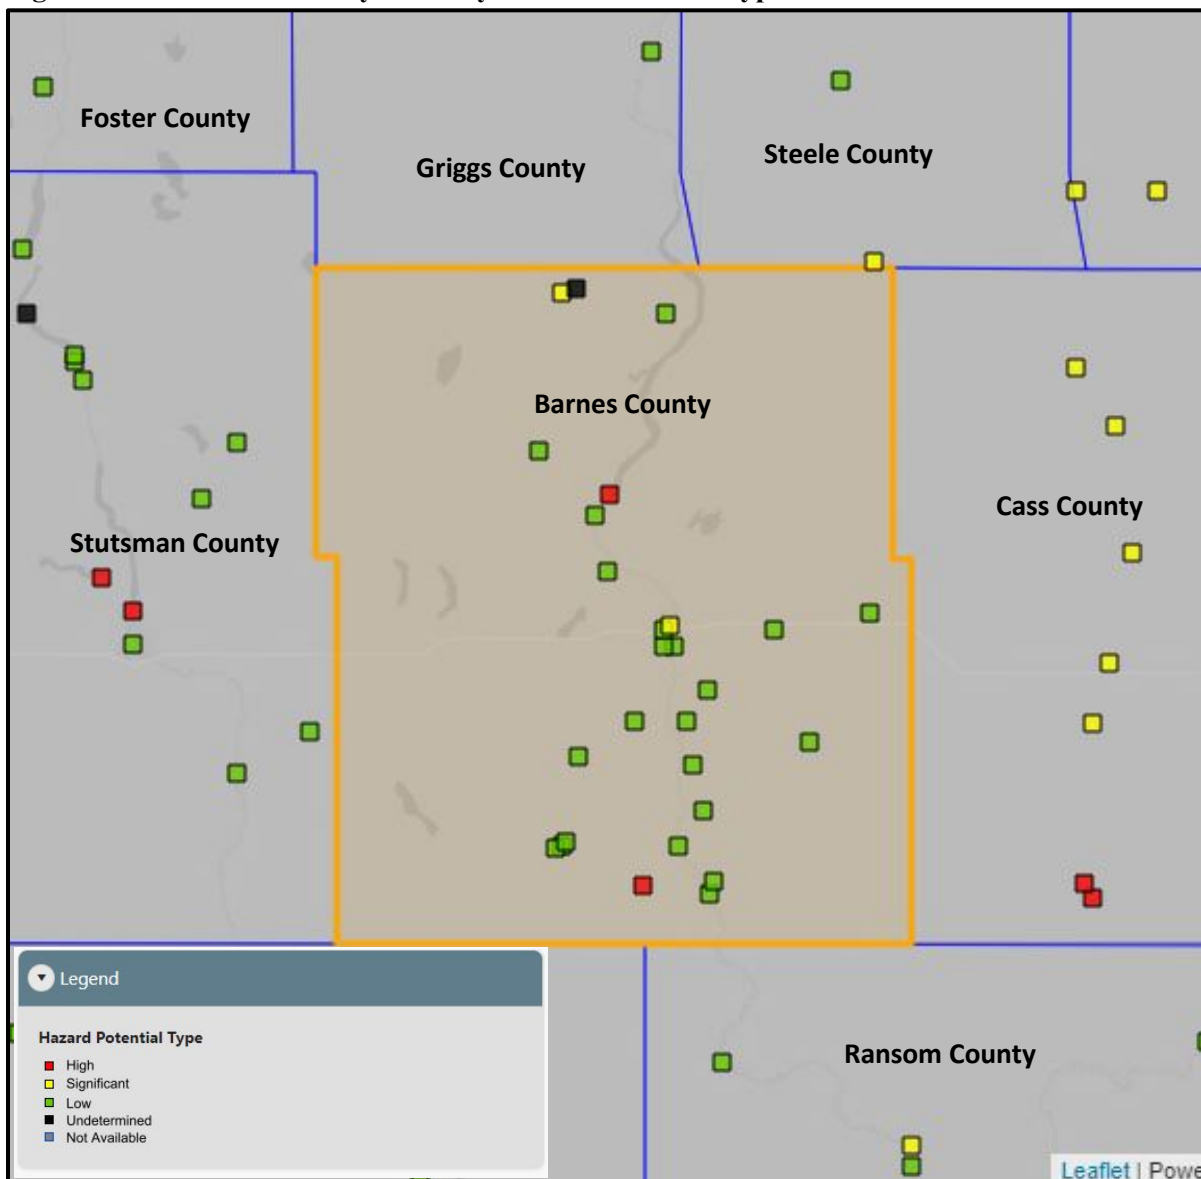 Foster County
Griggs County
Steele County
Barnes County
Cass County
Stutsman County
Legend
Hazard Potential Type
High
Significant
Low
Undetermined
Not Available
Ransom County
Leaflet | Powe